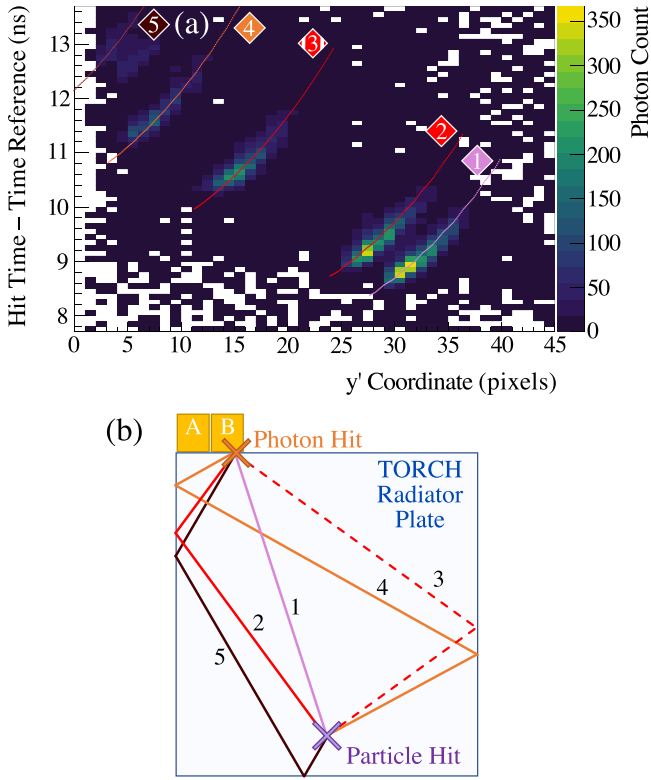 (a)
5
4
3
2
1
Hit Time – Time Reference (ns)
13
12
11
10
9
8
0 5 10 15 20 25 30 35 40 45
y' Coordinate (pixels)
Photon Count
350
300
250
200
150
100
50
0
(b)
A B
Photon Hit
TORCH
Radiator
Plate
3
4
1
2
5
Particle Hit